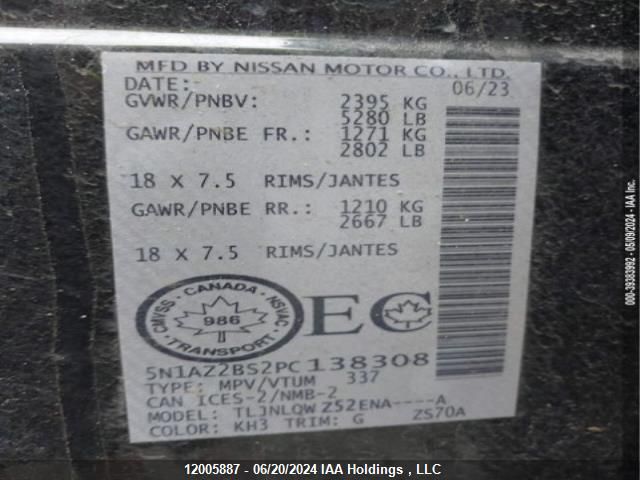 MFD BY NISSAN MOTOR CO., LTD.
DATE: 06/23
GVWR/PNBV: 2395 KG
5280 LB
GAWR/PNBE FR.: 1271 KG
2802 LB
18 X 7.5 RIMS/JANTES
GAWR/PNBE RR.: 1210 KG
2667 LB
18 X 7.5 RIMS/JANTES
CANADA
CMVSS 986 NSVAC
TRANSPORT
EC
5N1AZ2BS2PC138308
TYPE: MPV/VTUM 337
CAN ICES-2/NMB-2
MODEL: TLJNLQW Z52ENA----A
COLOR: KH3 TRIM: G ZS70A
000-39383992 - 05/09/2024 - IAA Inc.
12005887 - 06/20/2024 IAA Holdings , LLC